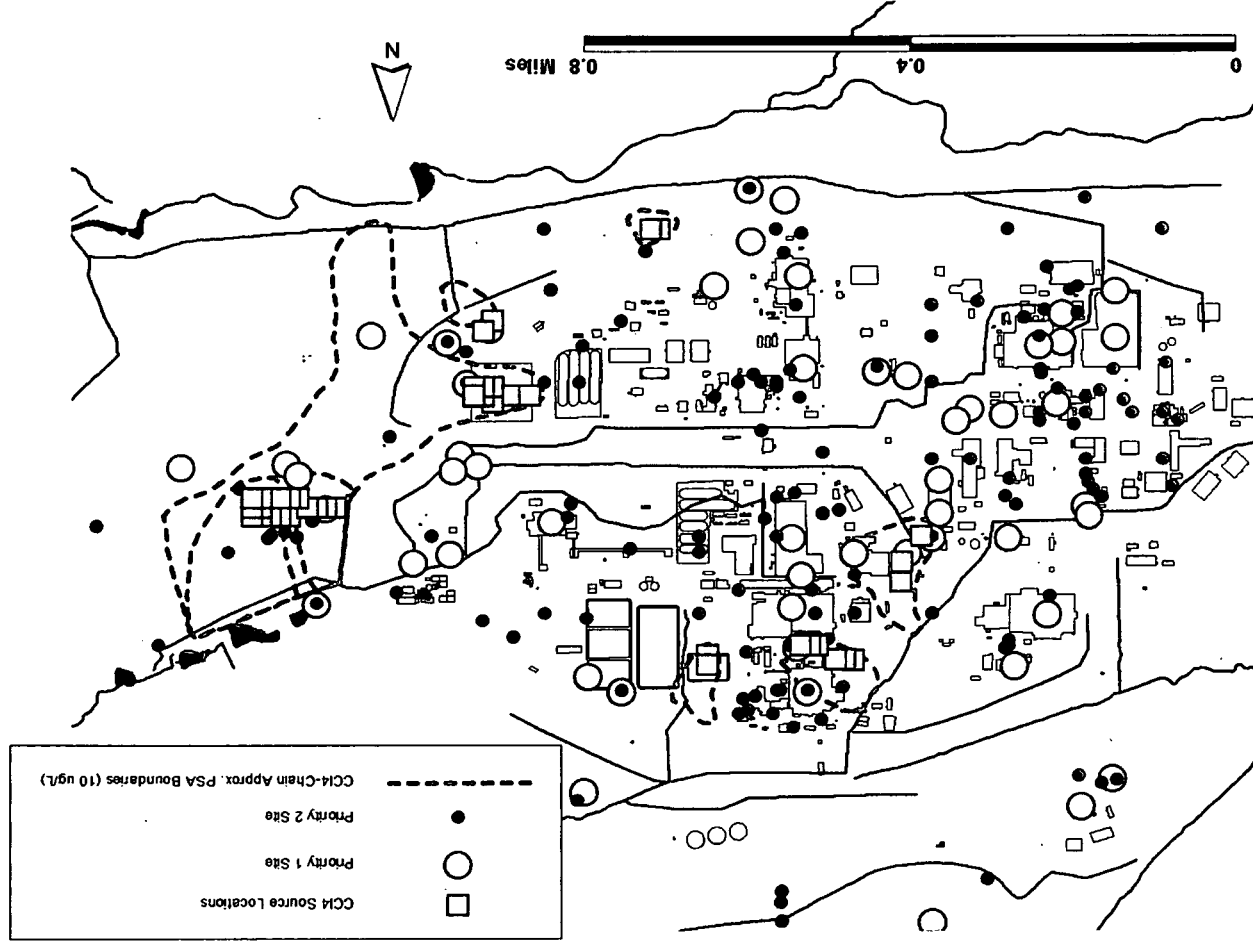 CCl4 Source Locations
Priority 1 Site
Priority 2 Site
CCl4-Chain Approx. PSA Boundaries (10 ug/L)
0 0.4 0.8 Miles
N